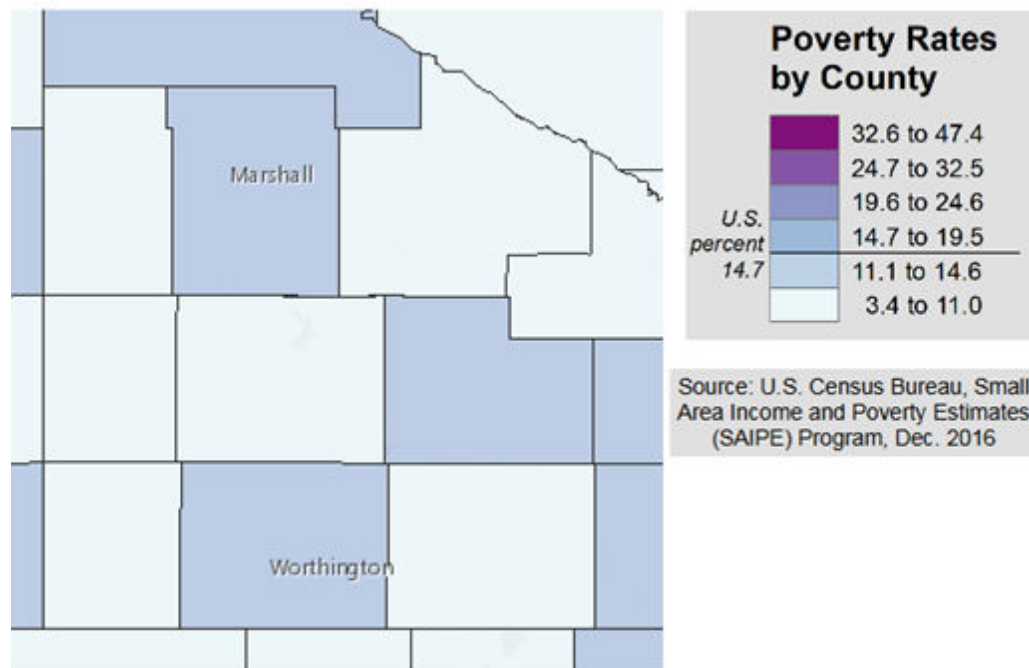 Marshall
Worthington
Poverty Rates
by County
32.6 to 47.4
24.7 to 32.5
19.6 to 24.6
14.7 to 19.5
11.1 to 14.6
3.4 to 11.0
U.S.
percent
14.7
Source: U.S. Census Bureau, Small
Area Income and Poverty Estimates
(SAIPE) Program, Dec. 2016